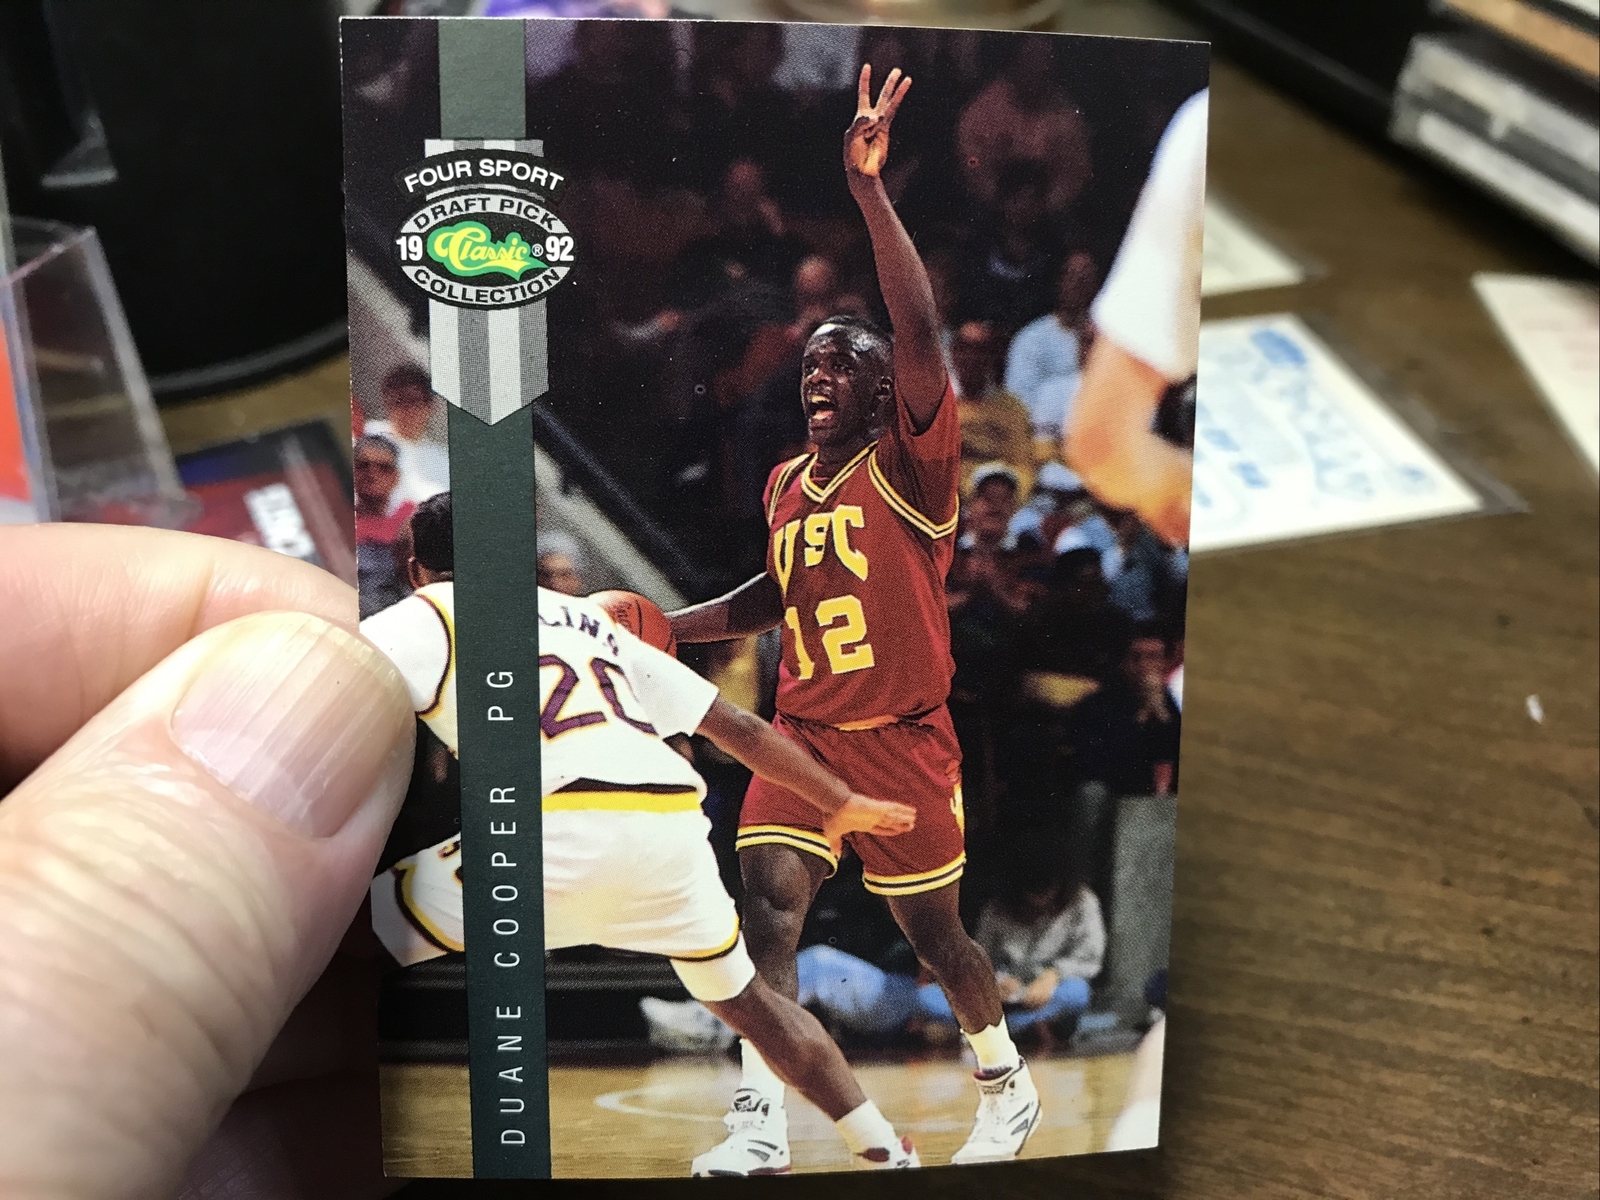 FOUR SPORT
DRAFT PICK
19 Classic® 92
COLLECTION
DUANE COOPER PG
USC
12
20